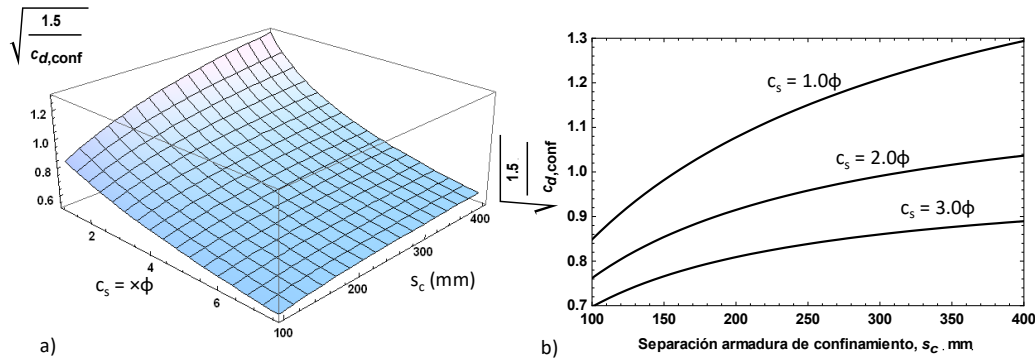 √ 1.5 / c_d,conf
1.2
1.0
0.8
0.6
2
4
6
c_s = ×ϕ
100
200
300
400
s_c (mm)
a)
√ 1.5 / c_d,conf
1.3
1.2
1.1
1.0
0.9
0.8
0.7
c_s = 1.0ϕ
c_s = 2.0ϕ
c_s = 3.0ϕ
100 150 200 250 300 350 400
Separación armadura de confinamiento, s_c . mm.
b)